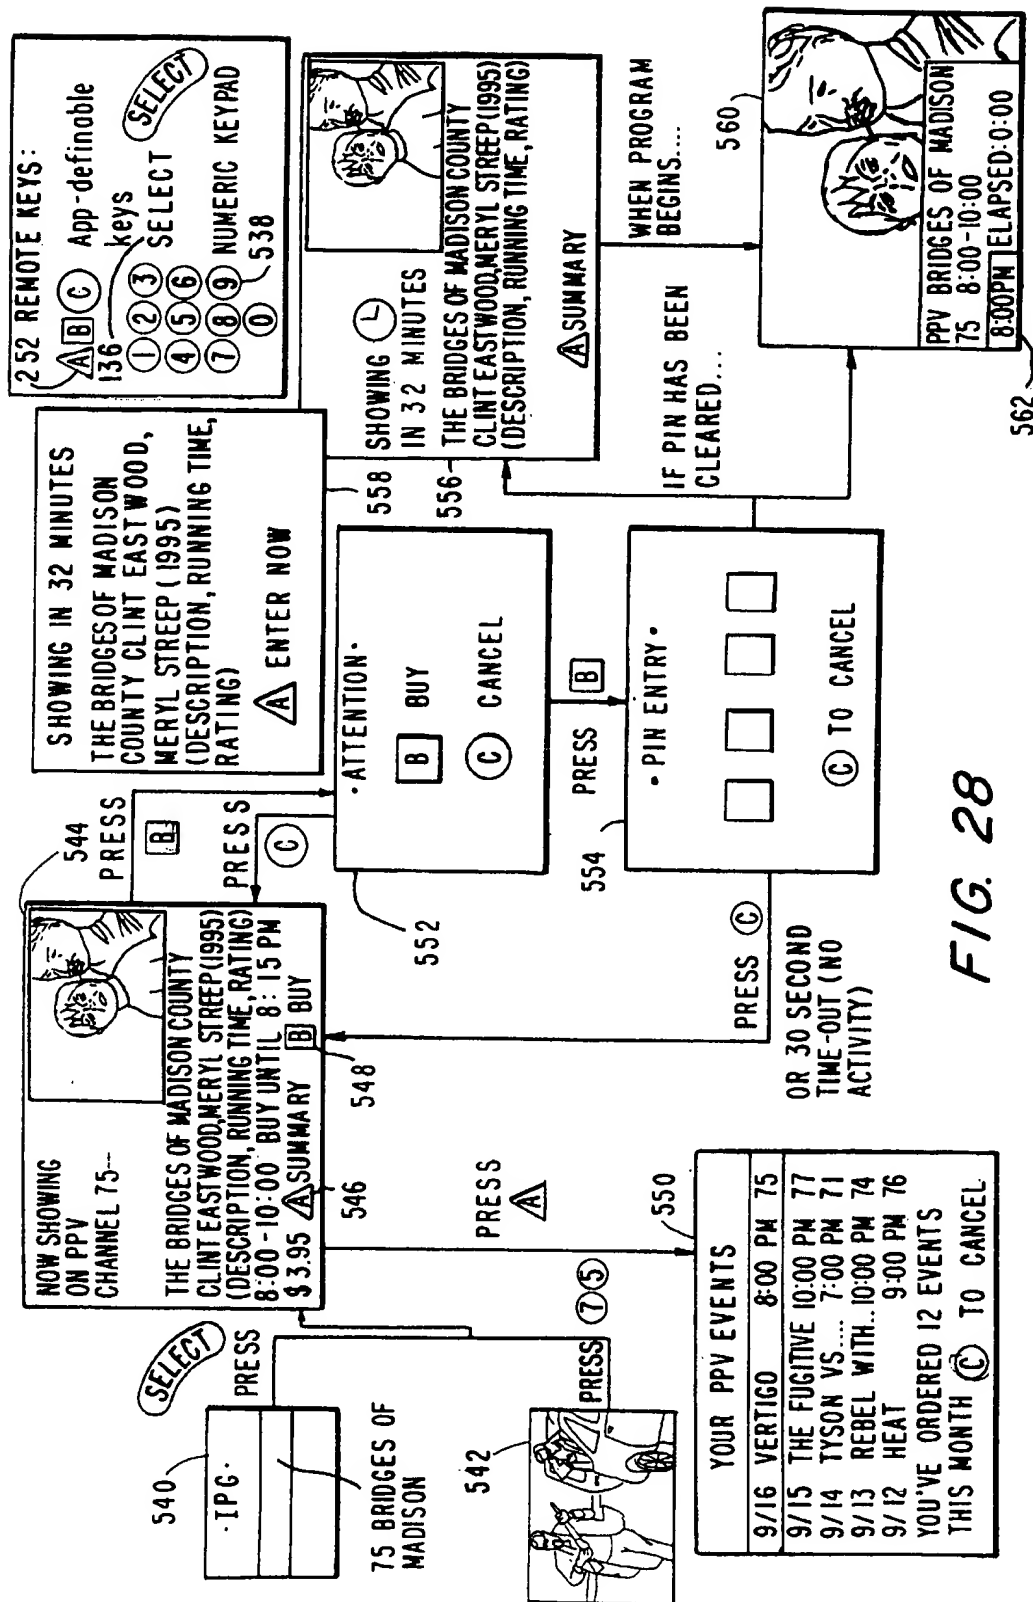 252 REMOTE KEYS:
A B C App-definable
keys
136
SELECT
SELECT
1 2 3
4 5 6
7 8 9 NUMERIC KEYPAD
0
538
SHOWING IN 32 MINUTES
THE BRIDGES OF MADISON
COUNTY CLINT EASTWOOD,
MERYL STREEP (1995)
(DESCRIPTION, RUNNING TIME,
RATING)
A ENTER NOW
558
SHOWING
IN 32 MINUTES
THE BRIDGES OF MADISON COUNTY
CLINT EASTWOOD,MERYL STREEP(1995)
(DESCRIPTION, RUNNING TIME, RATING)
A SUMMARY
556
544
NOW SHOWING
ON PPV
CHANNEL 75--
THE BRIDGES OF MADISON COUNTY
CLINT EASTWOOD,MERYL STREEP(1995)
(DESCRIPTION, RUNNING TIME, RATING)
8:00-10:00 BUY UNTIL 8:15PM
$3.95 A SUMMARY B BUY
546
548
PRESS
B
PRESS
C
·ATTENTION·
B BUY
C CANCEL
552
PRESS B
·PIN ENTRY·
C TO CANCEL
554
PRESS C
OR 30 SECOND
TIME-OUT (NO
ACTIVITY)
IF PIN HAS BEEN
CLEARED...
WHEN PROGRAM
BEGINS....
560
PPV BRIDGES OF MADISON
75 8:00-10:00
8:00PM ELAPSED:0:00
562
540
·IPG·
75 BRIDGES OF
MADISON
SELECT
PRESS
542
PRESS 7 5
PRESS A
550
YOUR PPV EVENTS
9/16 VERTIGO 8:00 PM 75
9/15 THE FUGITIVE 10:00 PM 77
9/14 TYSON VS.... 7:00 PM 71
9/13 REBEL WITH...10:00 PM 74
9/12 HEAT 9:00 PM 76
YOU'VE ORDERED 12 EVENTS
THIS MONTH C TO CANCEL
FIG. 28